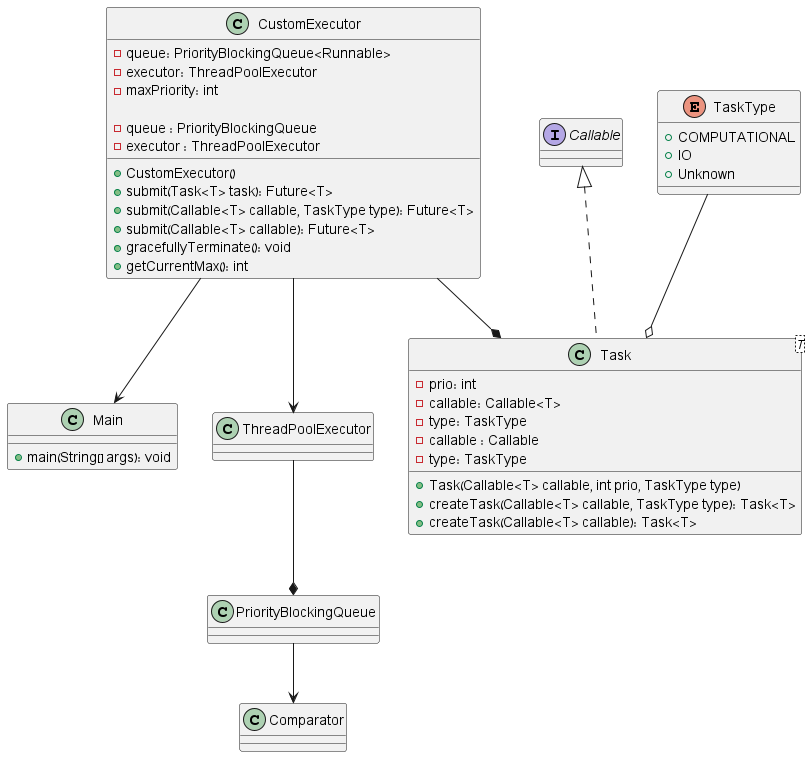 C CustomExecutor
queue: PriorityBlockingQueue<Runnable>
executor: ThreadPoolExecutor
maxPriority: int
queue : PriorityBlockingQueue
executor : ThreadPoolExecutor
CustomExecutor()
submit(Task<T> task): Future<T>
submit(Callable<T> callable, TaskType type): Future<T>
submit(Callable<T> callable): Future<T>
gracefullyTerminate(): void
getCurrentMax(): int
I Callable
E TaskType
COMPUTATIONAL
IO
Unknown
C Main
main(String[] args): void
C ThreadPoolExecutor
C Task
T
prio: int
callable: Callable<T>
type: TaskType
callable : Callable
type: TaskType
Task(Callable<T> callable, int prio, TaskType type)
createTask(Callable<T> callable, TaskType type): Task<T>
createTask(Callable<T> callable): Task<T>
C PriorityBlockingQueue
C Comparator